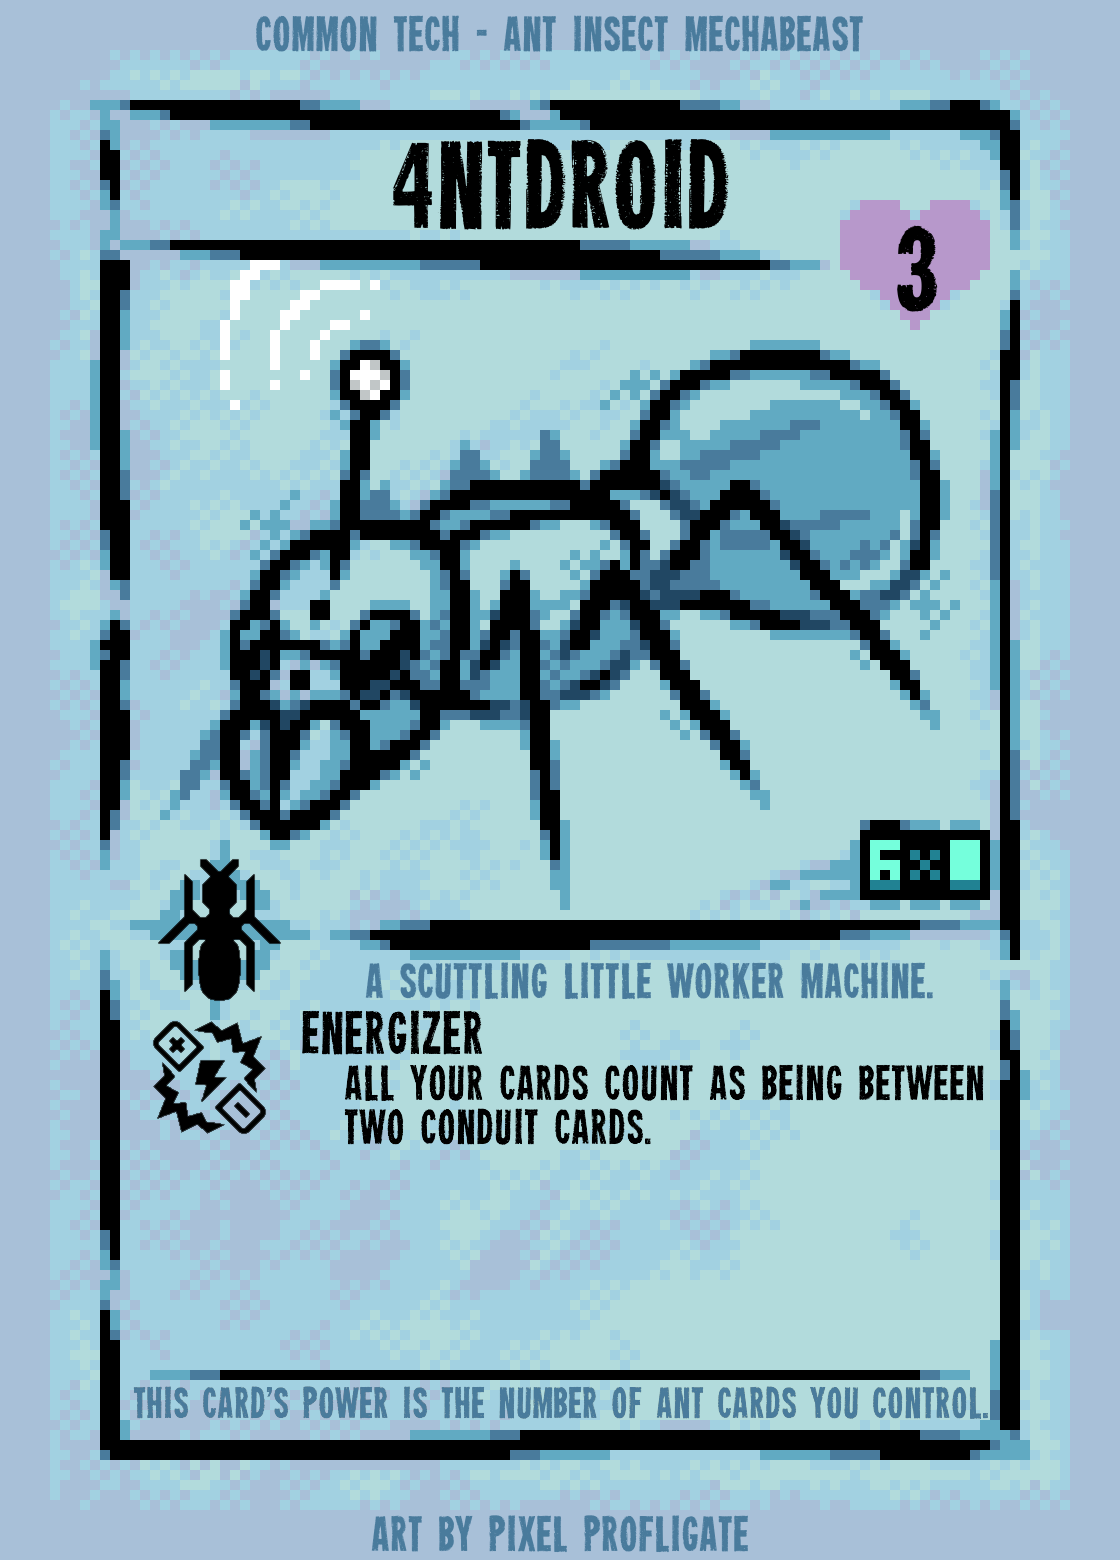 COMMON TECH - ANT INSECT MECHABEAST
4NTDROID
3
6
A SCUTTLING LITTLE WORKER MACHINE.
ENERGIZER
ALL YOUR CARDS COUNT AS BEING BETWEEN
TWO CONDUIT CARDS.
THIS CARD'S POWER IS THE NUMBER OF ANT CARDS YOU CONTROL.
ART BY PIXEL PROFLIGATE